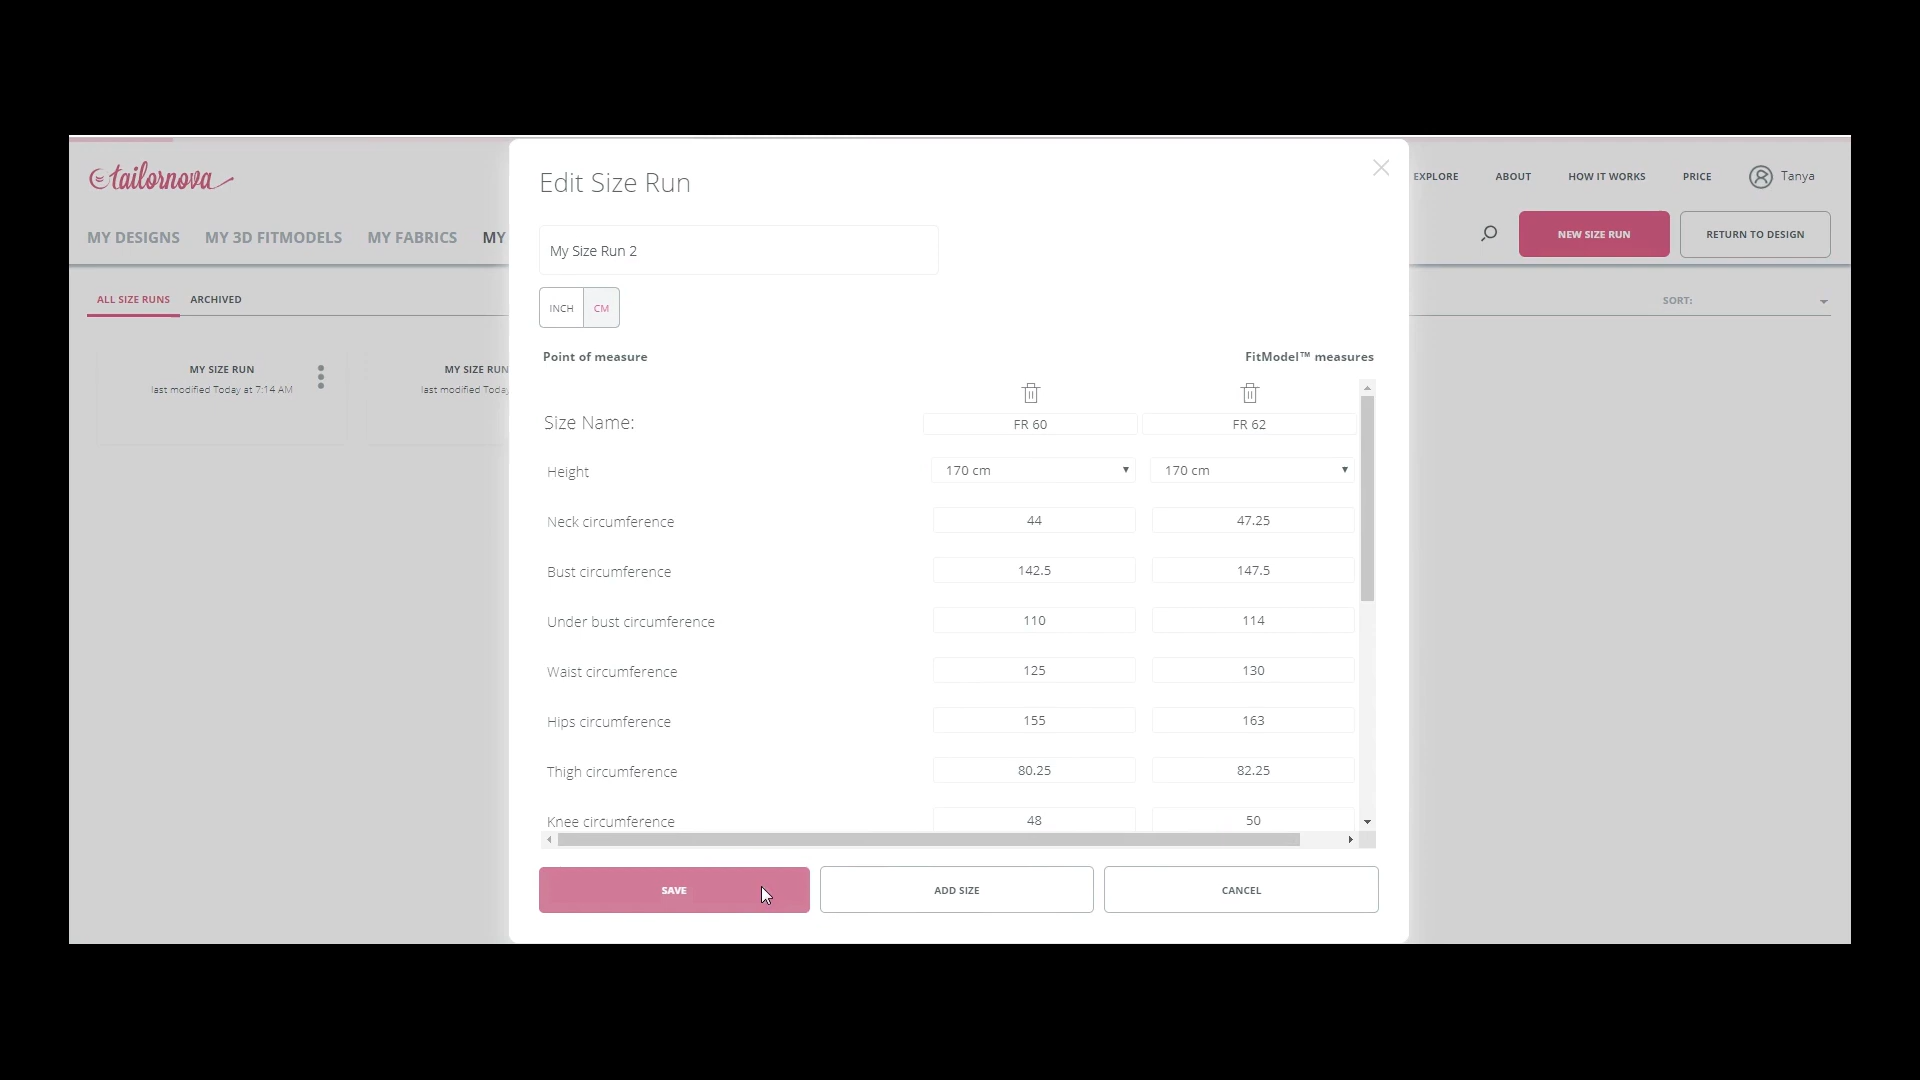 Edit Size Run
tailornova
EXPLORE ABOUT HOW IT WORKS PRICE Tanya
MY DESIGNS MY 3D FITMODELS MY FABRICS MY
NEW SIZE RUN RETURN TO DESIGN
My Size Run 2
ALL SIZE RUNS ARCHIVED
SORT:
INCH CM
Point of measure FitModel™ measures
MY SIZE RUN
last modified Today at 7:14 AM
MY SIZE RUN
last modified Today
Size Name: FR 60 FR 62
Height 170 cm 170 cm
Neck circumference 44 47.25
Bust circumference 142.5 147.5
Under bust circumference 110 114
Waist circumference 125 130
Hips circumference 155 163
Thigh circumference 80.25 82.25
Knee circumference 48 50
SAVE ADD SIZE CANCEL